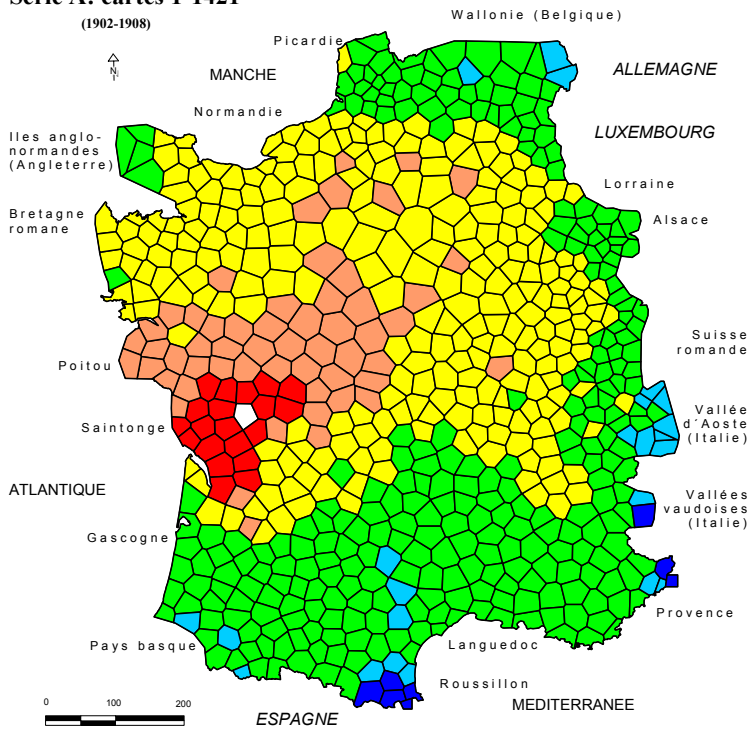 Série A: cartes 1-1421
(1902-1908)
N
Wallonie (Belgique)
Picardie
MANCHE
ALLEMAGNE
Normandie
LUXEMBOURG
Iles anglo-
normandes
(Angleterre)
Lorraine
Bretagne
romane
Alsace
Suisse
romande
Poitou
Vallée
d´Aoste
(Italie)
Saintonge
ATLANTIQUE
Vallées
vaudoises
(Italie)
Gascogne
Provence
Pays basque
Languedoc
Roussillon
MEDITERRANEE
ESPAGNE
0 100 200